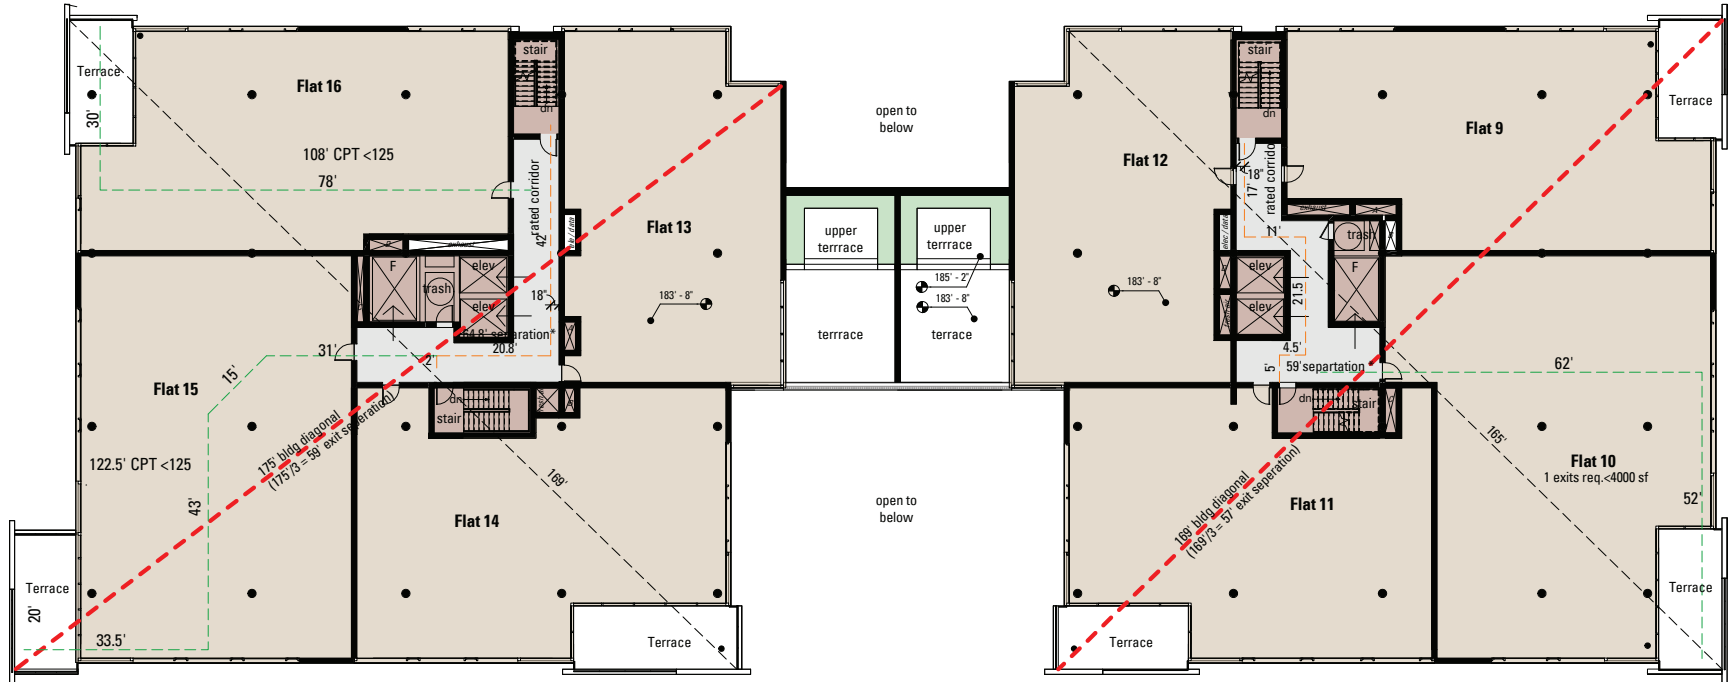 Terrace
30'
Flat 16
108' CPT <125
78'
stair
dn
rated corridor
42'
ele / data
Flat 13
183' - 8"
elev
elev
F
trash
18"
64.8' separation*
20.8'
2'
31'
15'
Flat 15
122.5' CPT <125
43'
175' bldg diagonal
(175'/3 = 59' exit seperation)
Terrace
20'
33.5'
dn
stair
Flat 14
169'
Terrace
open to
below
upper
terrrace
upper
terrrace
185' - 2"
183' - 8"
terrrace
terrace
open to
below
Flat 12
183' - 8"
stair
dn
18"
17'
rated corridor
11'
elec / data
elev
elev
21.5
trash
F
4.5'
5'
59' separtation
Flat 9
Terrace
62'
165'
Flat 10
1 exits req.<4000 sf
52'
Terrace
dn
stair
Flat 11
169' bldg diagonal
(169'/3 = 57' exit seperation)
Terrace